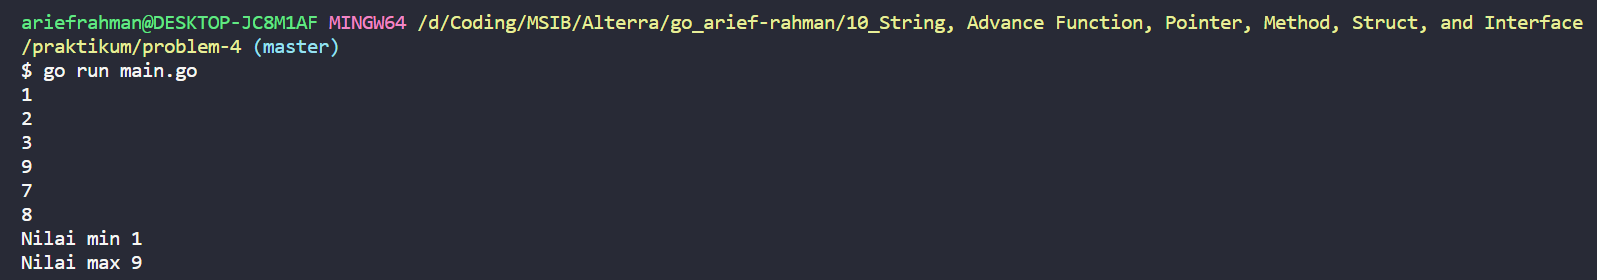 ariefrahman@DESKTOP-JC8M1AF MINGW64 /d/Coding/MSIB/Alterra/go_arief-rahman/10_String, Advance Function, Pointer, Method, Struct, and Interface
/praktikum/problem-4 (master)
$ go run main.go
1
2
3
9
7
8
Nilai min 1
Nilai max 9